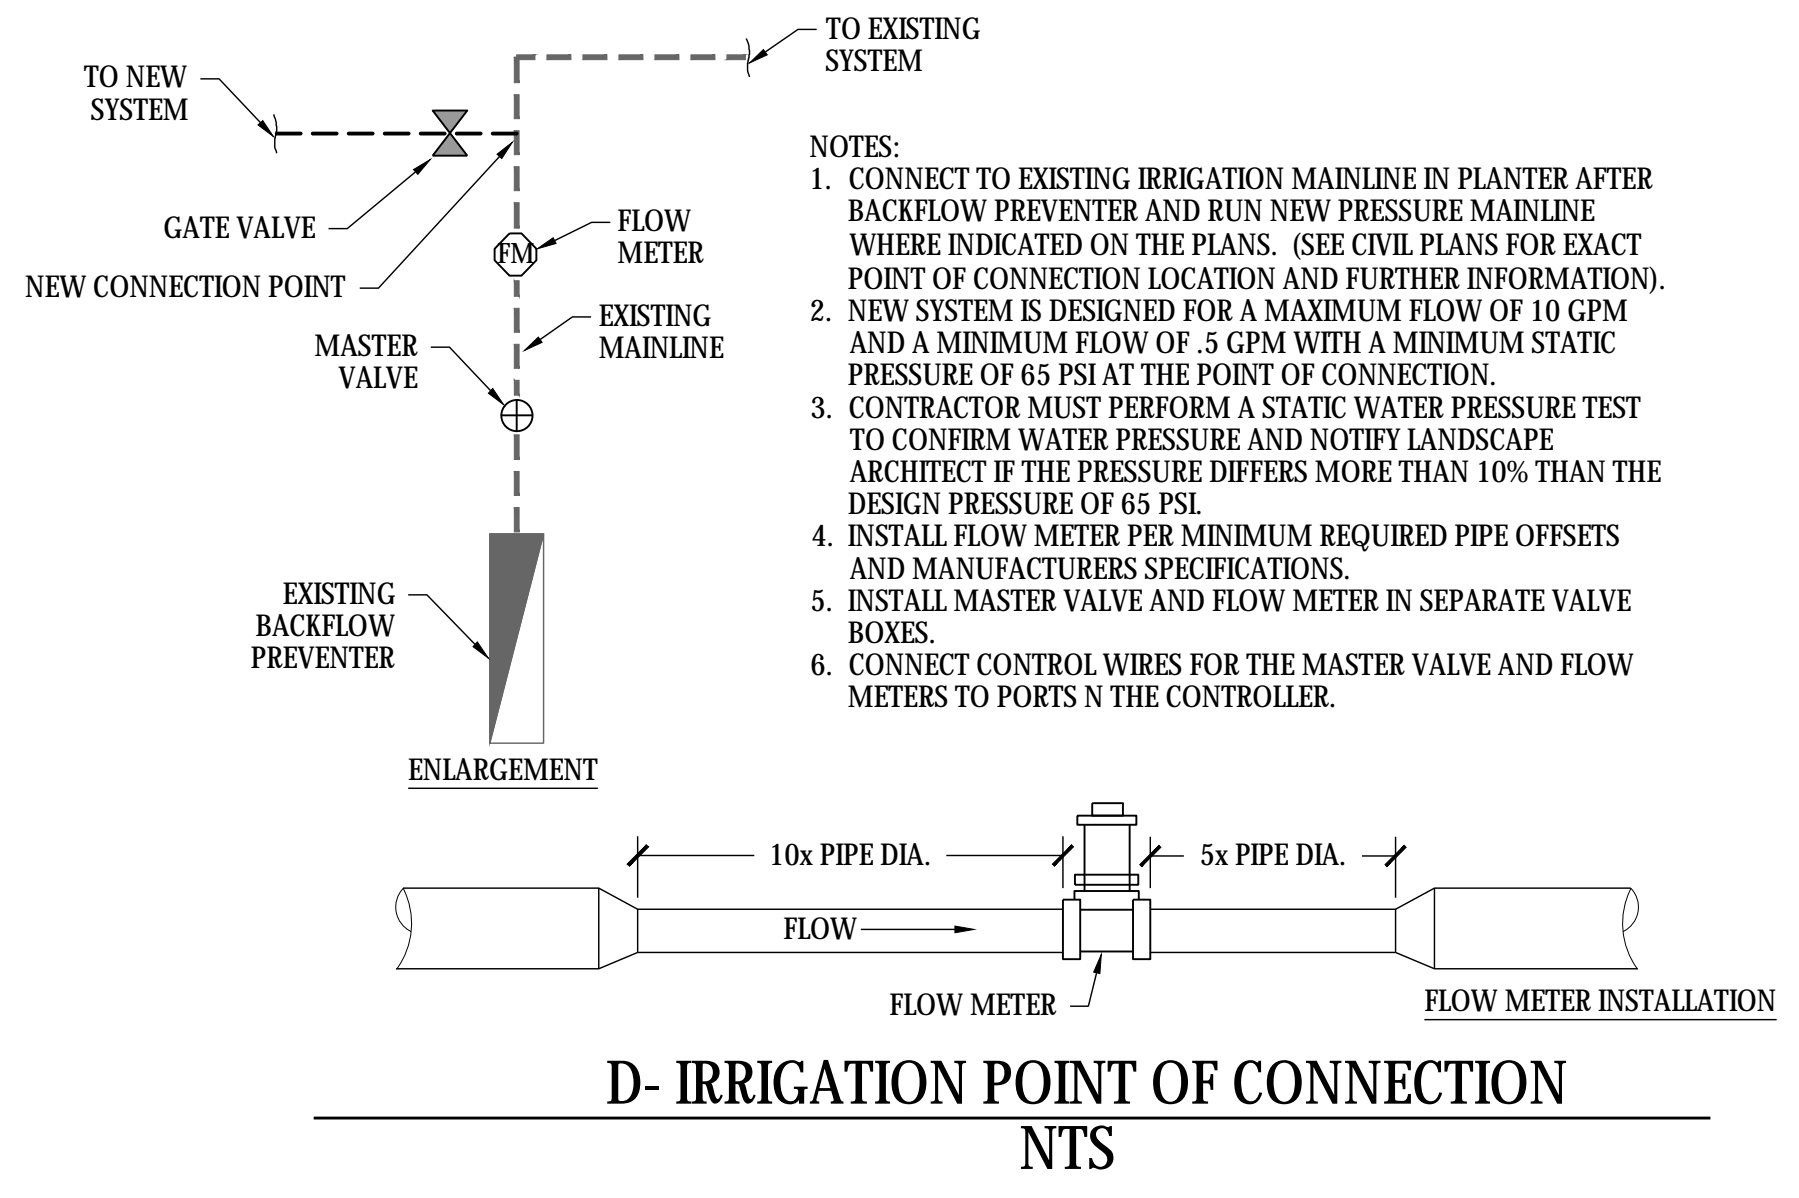 TO EXISTING
SYSTEM
TO NEW
SYSTEM
GATE VALVE
NEW CONNECTION POINT
FLOW
METER
FM
EXISTING
MAINLINE
MASTER
VALVE
EXISTING
BACKFLOW
PREVENTER
ENLARGEMENT
NOTES:
1. CONNECT TO EXISTING IRRIGATION MAINLINE IN PLANTER AFTER
BACKFLOW PREVENTER AND RUN NEW PRESSURE MAINLINE
WHERE INDICATED ON THE PLANS. (SEE CIVIL PLANS FOR EXACT
POINT OF CONNECTION LOCATION AND FURTHER INFORMATION).
2. NEW SYSTEM IS DESIGNED FOR A MAXIMUM FLOW OF 10 GPM
AND A MINIMUM FLOW OF .5 GPM WITH A MINIMUM STATIC
PRESSURE OF 65 PSI AT THE POINT OF CONNECTION.
3. CONTRACTOR MUST PERFORM A STATIC WATER PRESSURE TEST
TO CONFIRM WATER PRESSURE AND NOTIFY LANDSCAPE
ARCHITECT IF THE PRESSURE DIFFERS MORE THAN 10% THAN THE
DESIGN PRESSURE OF 65 PSI.
4. INSTALL FLOW METER PER MINIMUM REQUIRED PIPE OFFSETS
AND MANUFACTURERS SPECIFICATIONS.
5. INSTALL MASTER VALVE AND FLOW METER IN SEPARATE VALVE
BOXES.
6. CONNECT CONTROL WIRES FOR THE MASTER VALVE AND FLOW
METERS TO PORTS N THE CONTROLLER.
10x PIPE DIA.
5x PIPE DIA.
FLOW
FLOW METER
FLOW METER INSTALLATION
D- IRRIGATION POINT OF CONNECTION
NTS